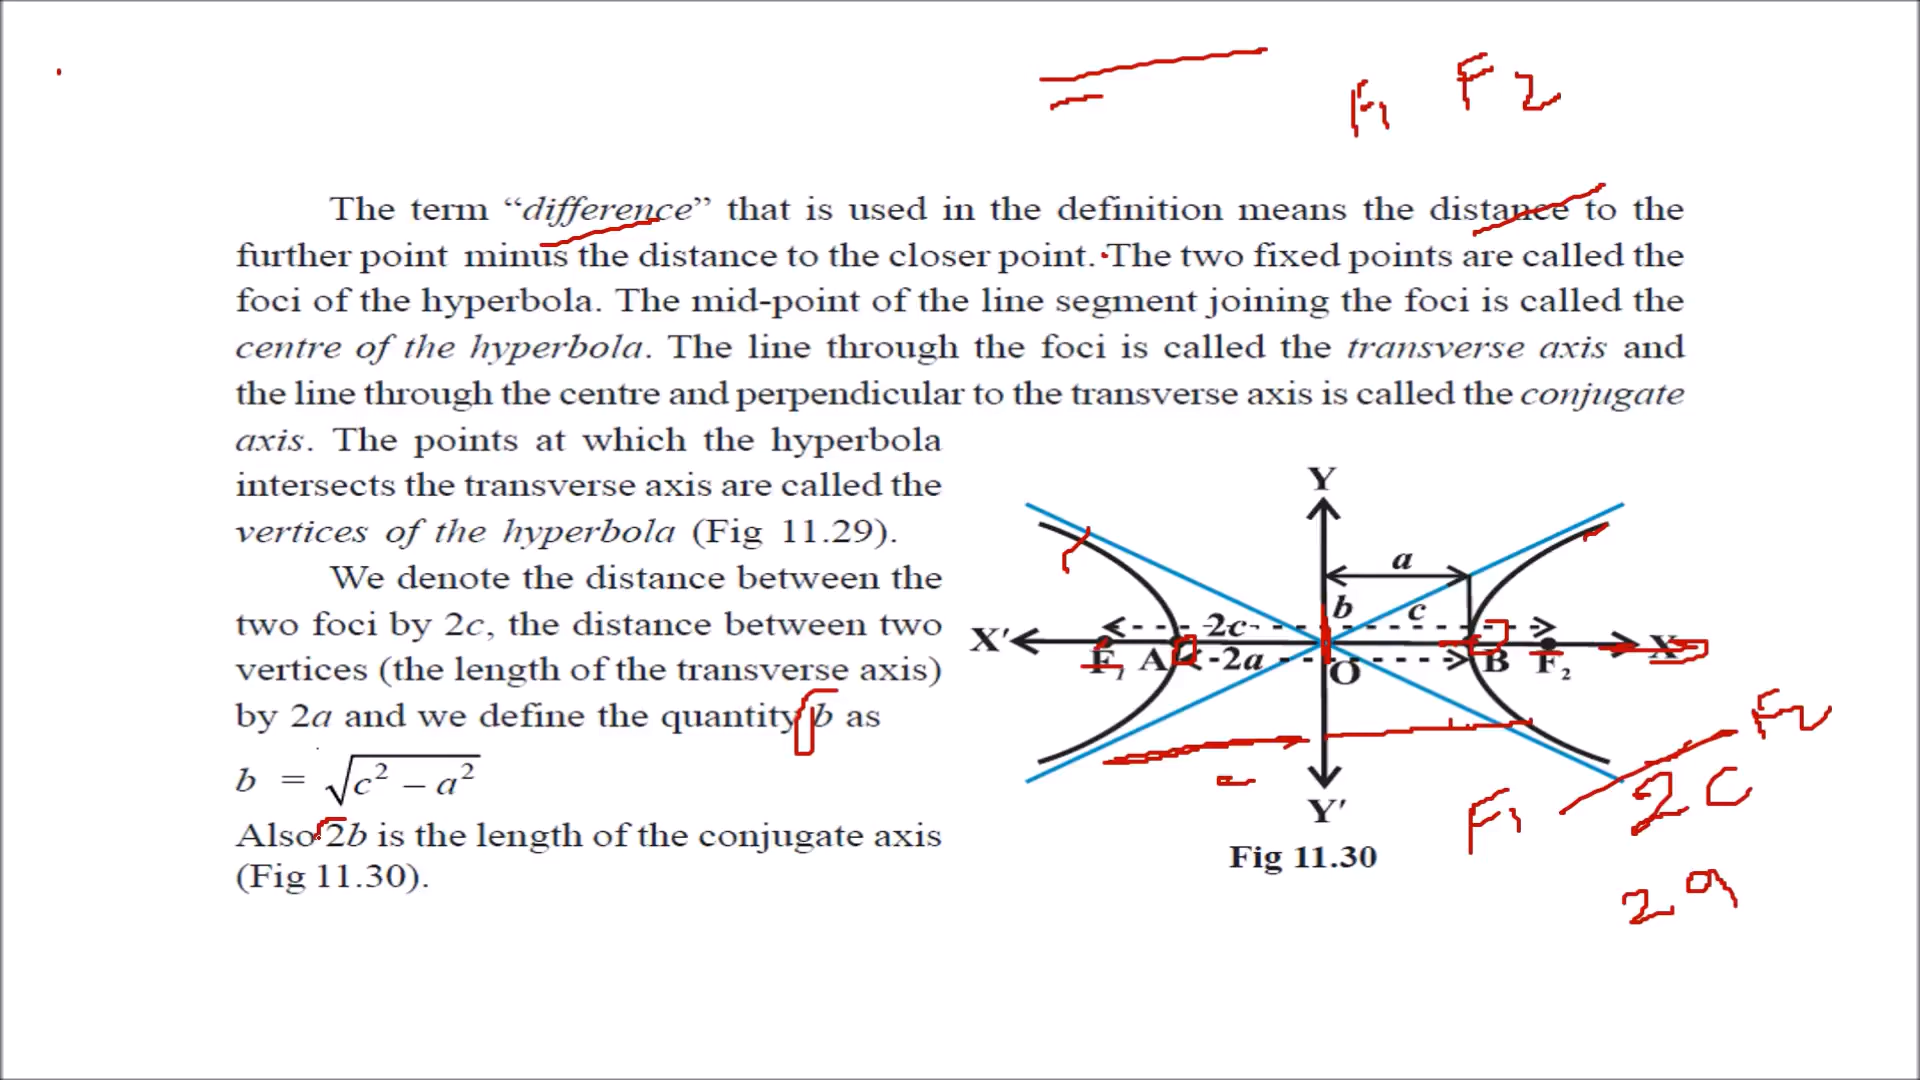 F1 F2
The term “difference” that is used in the definition means the distance to the
further point minus the distance to the closer point. The two fixed points are called the
foci of the hyperbola. The mid-point of the line segment joining the foci is called the
centre of the hyperbola. The line through the foci is called the transverse axis and
the line through the centre and perpendicular to the transverse axis is called the conjugate
axis. The points at which the hyperbola
intersects the transverse axis are called the
vertices of the hyperbola (Fig 11.29).
We denote the distance between the
two foci by 2c, the distance between two
vertices (the length of the transverse axis)
by 2a and we define the quantity b as
b = √c² – a²
Also 2b is the length of the conjugate axis
(Fig 11.30).
Y
a
b c
2c
X′ X
F₁ A 2a O B F₂
Y′
Fig 11.30
F2
F1 2C
2a